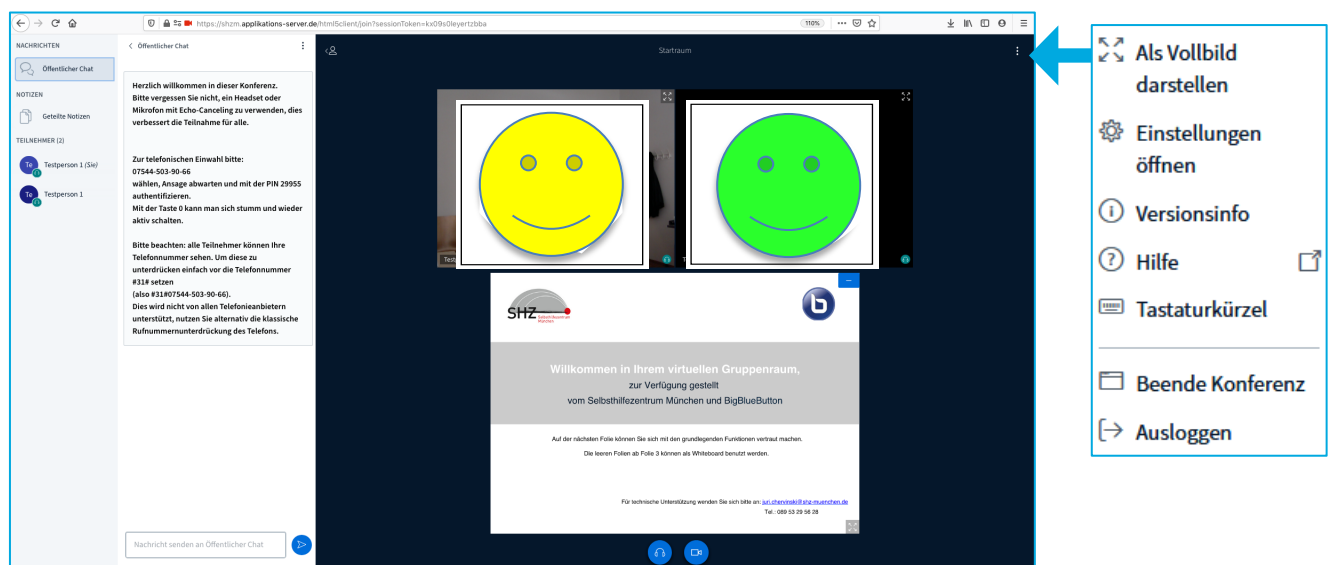 https://shzm.applikations-server.de/html5client/join?sessionToken=kx09s0leyertzbba
110%
NACHRICHTEN
Öffentlicher Chat
NOTIZEN
Geteilte Notizen
TEILNEHMER (2)
Te Testperson 1 (Sie)
Te Testperson 1
Öffentlicher Chat
Herzlich willkommen in dieser Konferenz.
Bitte vergessen Sie nicht, ein Headset oder
Mikrofon mit Echo-Canceling zu verwenden, dies
verbessert die Teilnahme für alle.
Zur telefonischen Einwahl bitte:
07544-503-90-66
wählen, Ansage abwarten und mit der PIN 29955
authentifizieren.
Mit der Taste 0 kann man sich stumm und wieder
aktiv schalten.
Bitte beachten: alle Teilnehmer können Ihre
Telefonnummer sehen. Um diese zu
unterdrücken einfach vor die Telefonnummer
#31# setzen
(also #31#07544-503-90-66).
Dies wird nicht von allen Telefonieanbietern
unterstützt, nutzen Sie alternativ die klassische
Rufnummernunterdrückung des Telefons.
Nachricht senden an Öffentlicher Chat
Startraum
SHZ Selbsthilfezentrum
München
b
Willkommen in Ihrem virtuellen Gruppenraum,
zur Verfügung gestellt
vom Selbsthilfezentrum München und BigBlueButton
Auf der nächsten Folie können Sie sich mit den grundlegenden Funktionen vertraut machen.
Die leeren Folien ab Folie 3 können als Whiteboard benutzt werden.
Für technische Unterstützung wenden Sie sich bitte an: juri.chervinski@shz-muenchen.de
Tel.: 089 53 29 56 28
Als Vollbild
darstellen
Einstellungen
öffnen
Versionsinfo
Hilfe
Tastaturkürzel
Beende Konferenz
Ausloggen